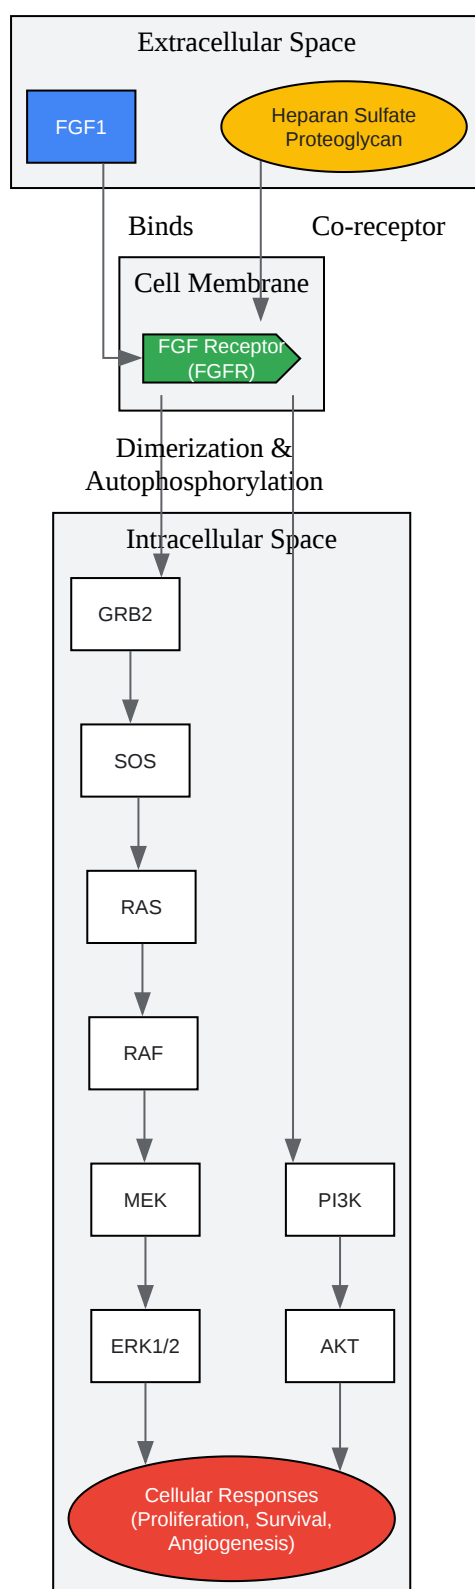 Extracellular Space
FGF1
Heparan Sulfate
Proteoglycan
Binds
Co-receptor
Cell Membrane
FGF Receptor
(FGFR)
Dimerization &
Autophosphorylation
Intracellular Space
GRB2
SOS
RAS
RAF
MEK
PI3K
ERK1/2
AKT
Cellular Responses
(Proliferation, Survival,
Angiogenesis)